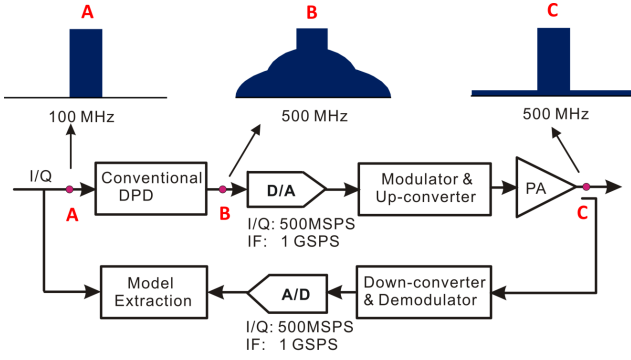 A
B
C
100 MHz
500 MHz
500 MHz
I/Q
Conventional
DPD
D/A
Modulator &
Up-converter
PA
A
B
C
I/Q: 500MSPS
IF: 1 GSPS
Model
Extraction
A/D
Down-converter
& Demodulator
I/Q: 500MSPS
IF: 1 GSPS